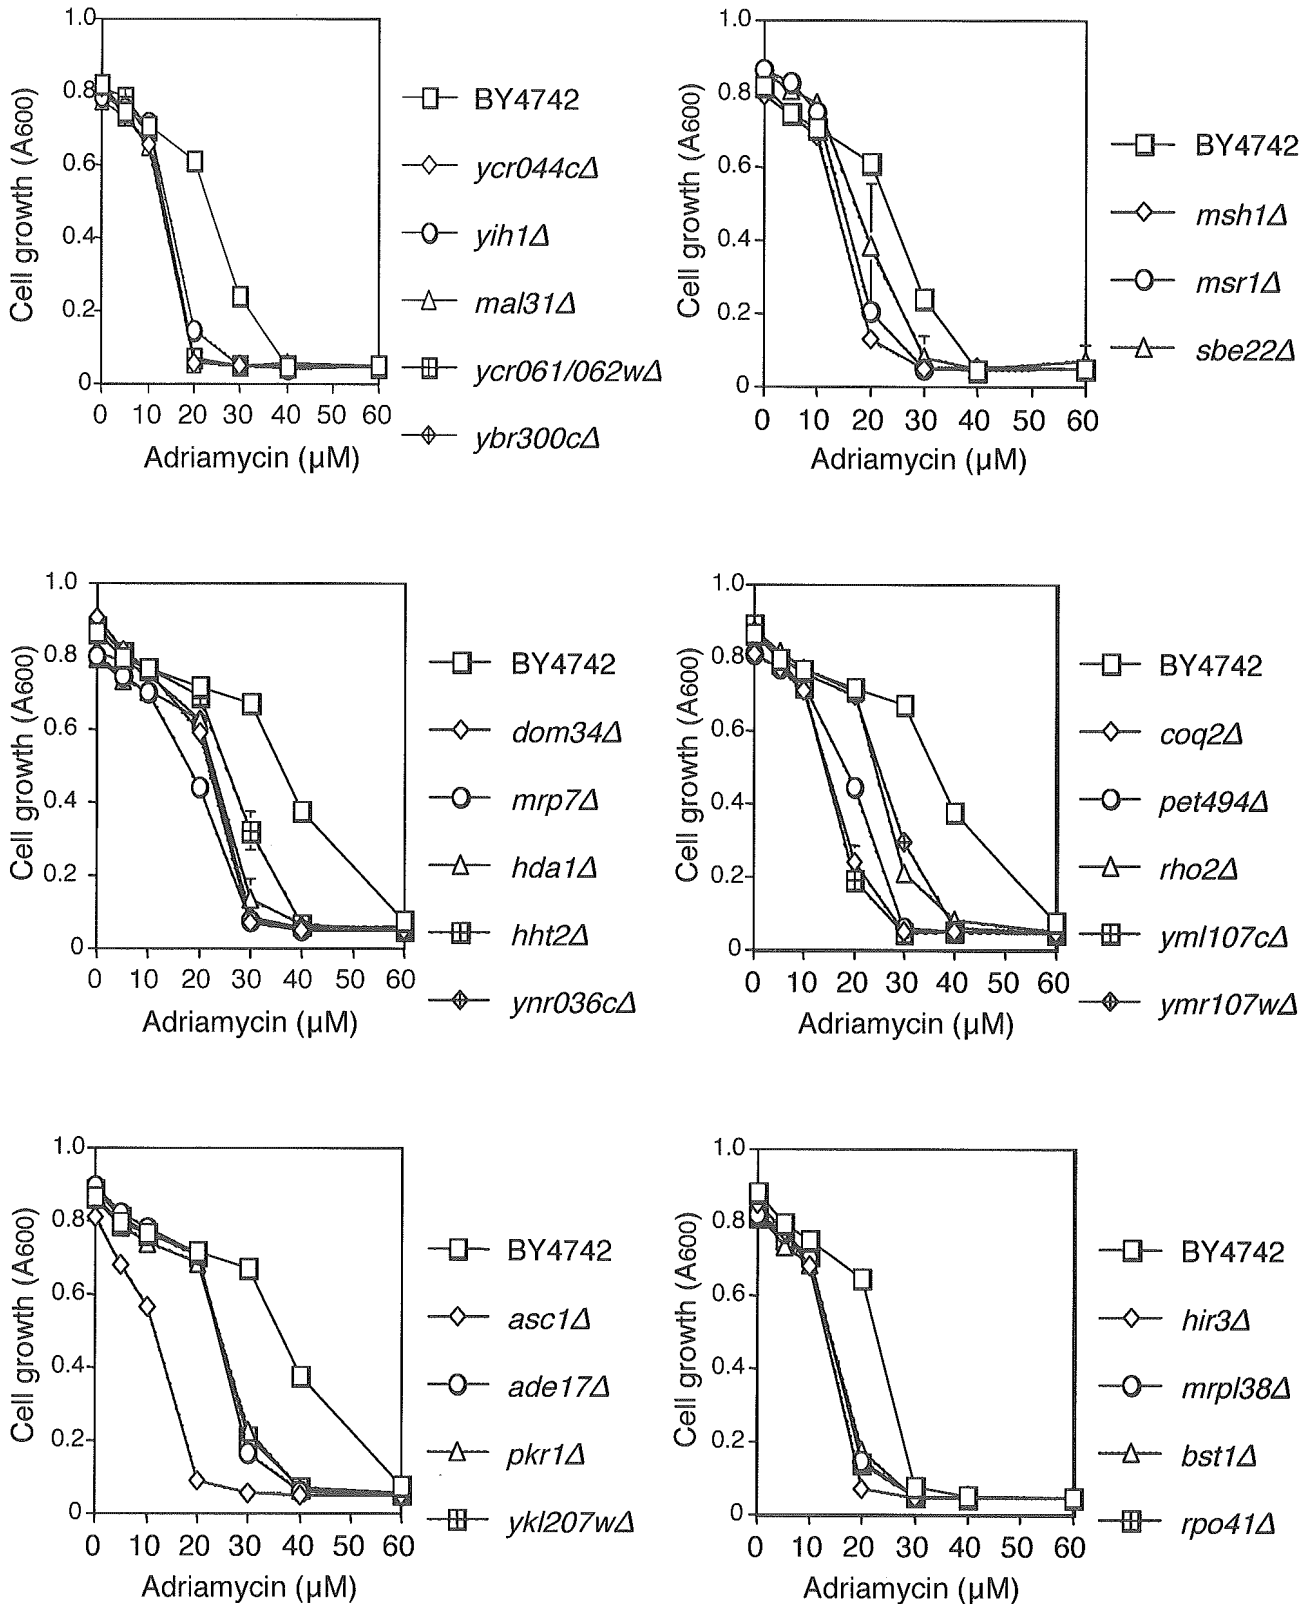 1.0
0.8
0.6
0.4
0.2
0
Cell growth (A600)
0 10 20 30 40 60
Adriamycin (µM)
BY4742
ycr044cΔ
yih1Δ
mal31Δ
ycr061/062wΔ
ybr300cΔ
1.0
0.8
0.6
0.4
0.2
0
Cell growth (A600)
0 10 20 30 40 50 60
Adriamycin (µM)
BY4742
msh1Δ
msr1Δ
sbe22Δ
1.0
0.8
0.6
0.4
0.2
0
Cell growth (A600)
0 10 20 30 40 50 60
Adriamycin (µM)
BY4742
dom34Δ
mrp7Δ
hda1Δ
hht2Δ
ynr036cΔ
1.0
0.8
0.6
0.4
0.2
0
Cell growth (A600)
0 10 20 30 40 50 60
Adriamycin (µM)
BY4742
coq2Δ
pet494Δ
rho2Δ
yml107cΔ
ymr107wΔ
1.0
0.8
0.6
0.4
0.2
0
Cell growth (A600)
0 10 20 30 40 50 60
Adriamycin (µM)
BY4742
asc1Δ
ade17Δ
pkr1Δ
ykl207wΔ
1.0
0.8
0.6
0.4
0.2
0
Cell growth (A600)
0 10 20 30 40 50 60
Adriamycin (µM)
BY4742
hir3Δ
mrpl38Δ
bst1Δ
rpo41Δ